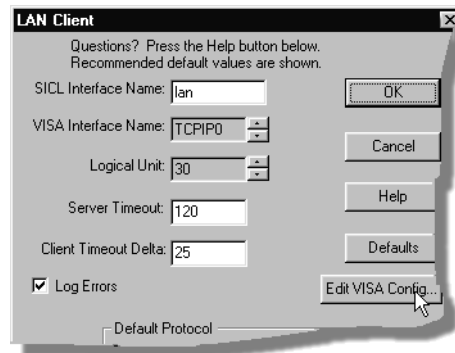 LAN Client
Questions? Press the Help button below.
Recommended default values are shown.
SICL Interface Name: lan
OK
VISA Interface Name: TCPIP0
Cancel
Logical Unit: 30
Help
Server Timeout: 120
Client Timeout Delta: 25
Defaults
Log Errors
Edit VISA Config...
Default Protocol